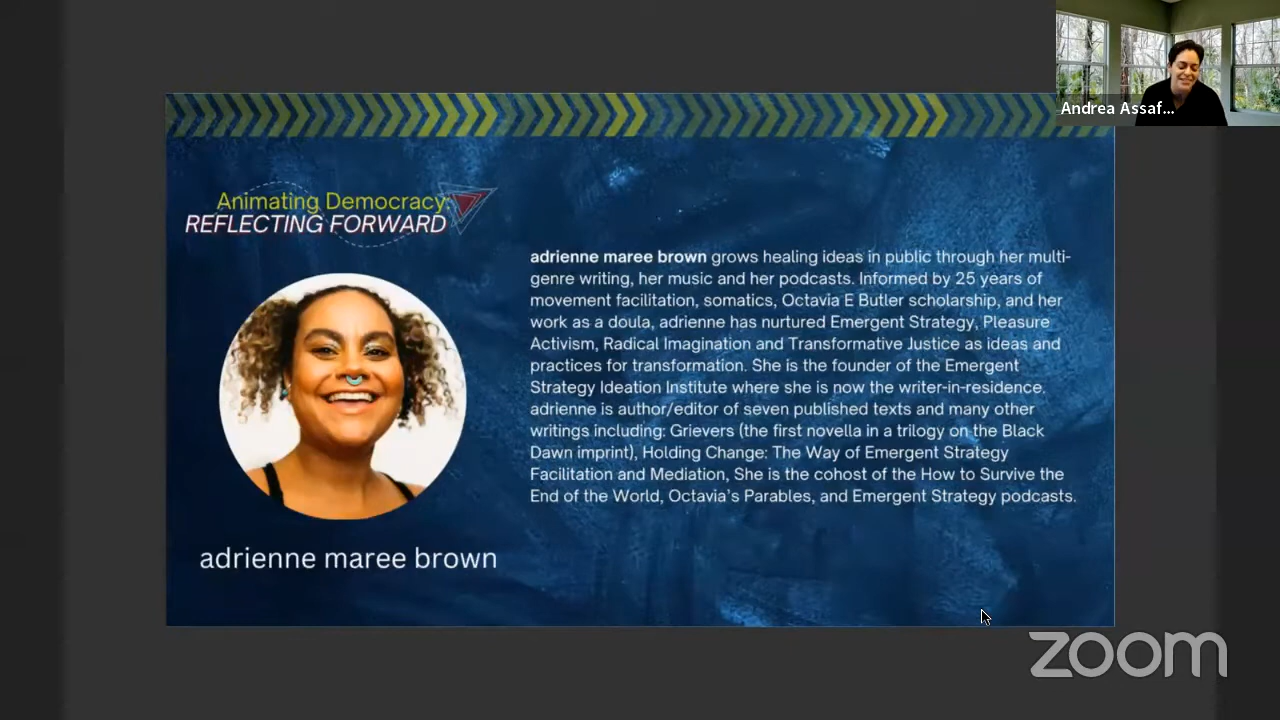 Andrea Assaf...
Animating Democracy:
REFLECTING FORWARD
adrienne maree brown grows healing ideas in public through her multi-
genre writing, her music and her podcasts. Informed by 25 years of
movement facilitation, somatics, Octavia E Butler scholarship, and her
work as a doula, adrienne has nurtured Emergent Strategy, Pleasure
Activism, Radical Imagination and Transformative Justice as ideas and
practices for transformation. She is the founder of the Emergent
Strategy Ideation Institute where she is now the writer-in-residence.
adrienne is author/editor of seven published texts and many other
writings including: Grievers (the first novella in a trilogy on the Black
Dawn imprint), Holding Change: The Way of Emergent Strategy
Facilitation and Mediation, She is the cohost of the How to Survive the
End of the World, Octavia's Parables, and Emergent Strategy podcasts.
adrienne maree brown
zoom